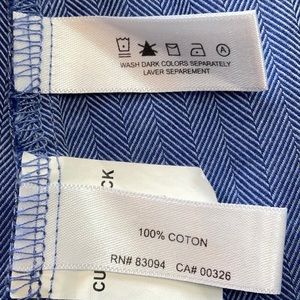 A
WASH DARK COLORS SEPARATELY
LAVER SEPAREMENT
100% COTON
RN# 83094 CA# 00326